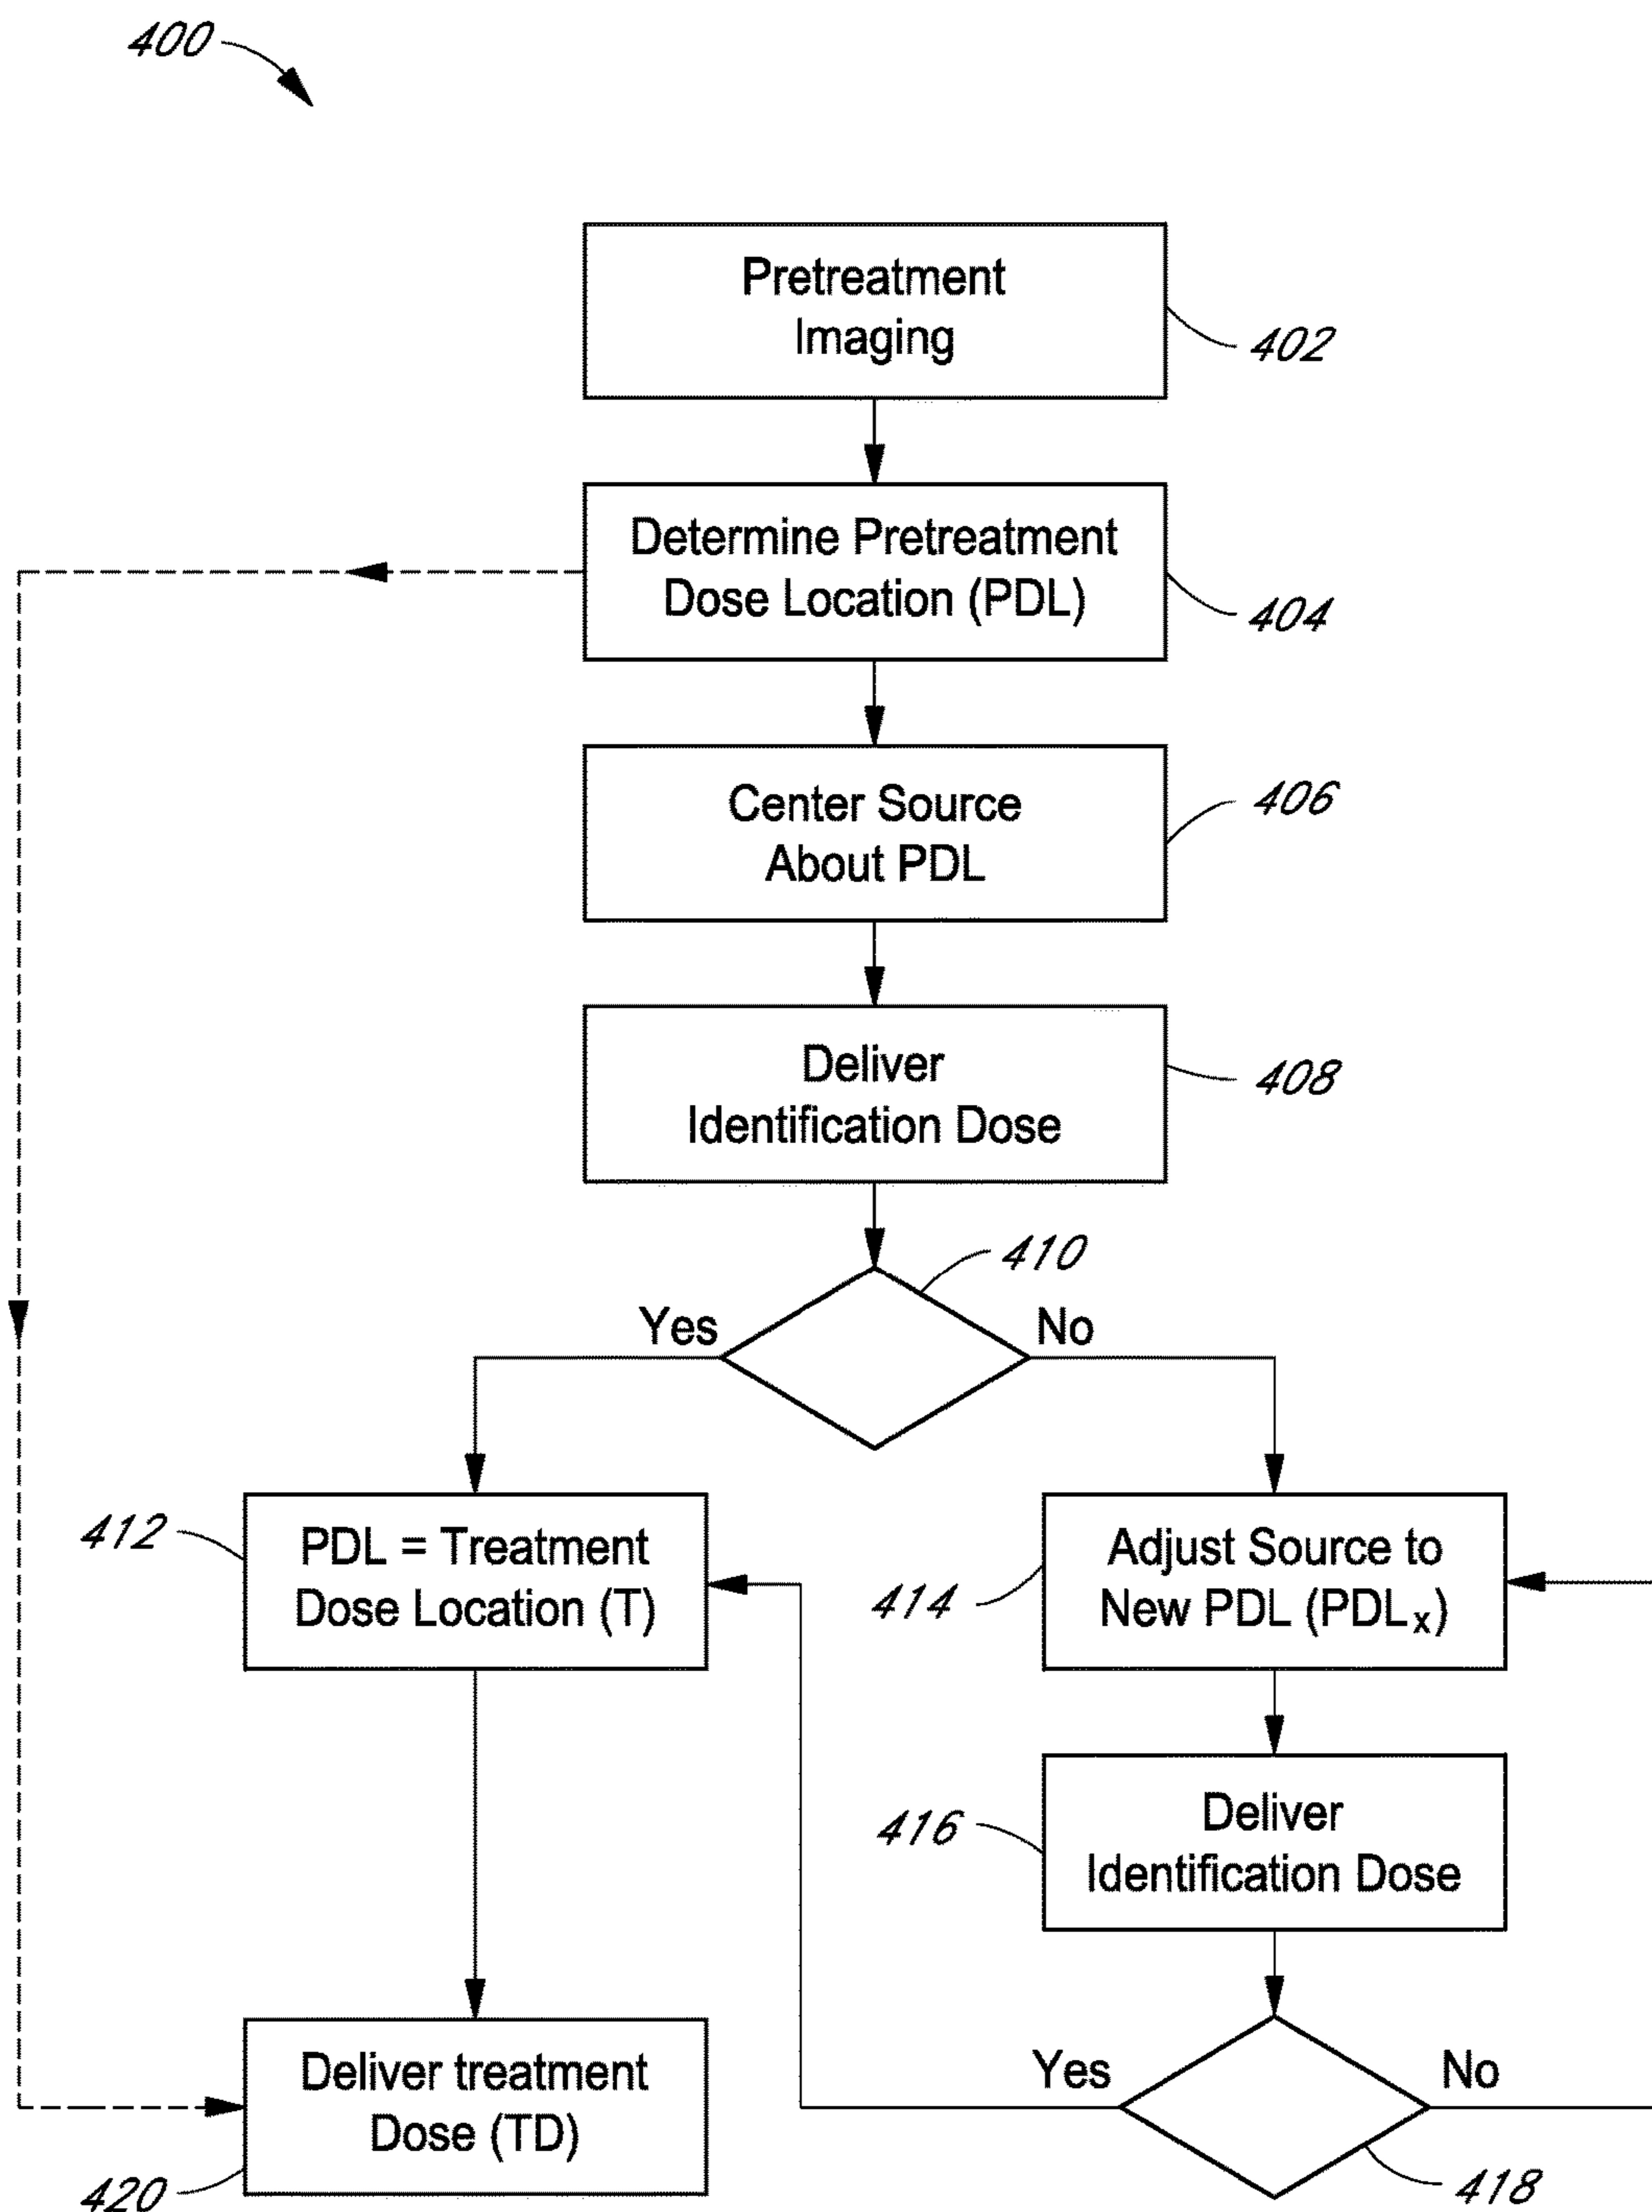 400
Pretreatment
Imaging
402
Determine Pretreatment
Dose Location (PDL)
404
Center Source
About PDL
406
Deliver
Identification Dose
408
410
Yes
No
412
PDL = Treatment
Dose Location (T)
414
Adjust Source to
New PDL (PDLx)
416
Deliver
Identification Dose
Yes
No
418
Deliver treatment
Dose (TD)
420